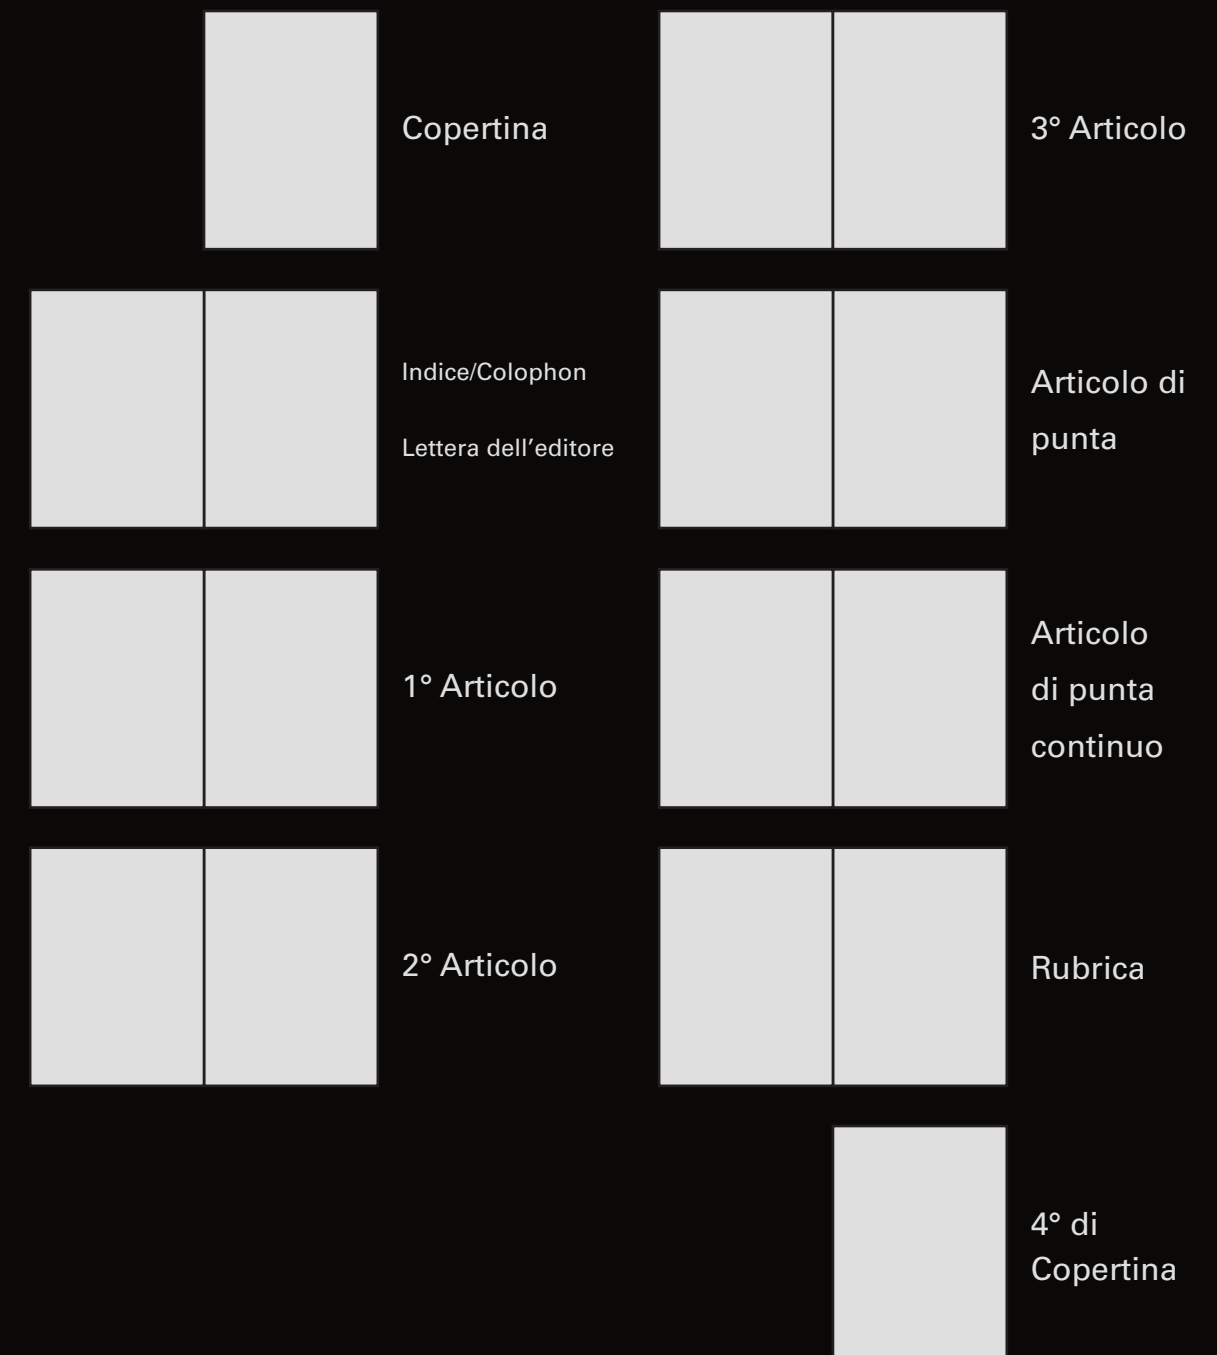 Copertina
Indice/Colophon
Lettera dell’editore
1° Articolo
2° Articolo
3° Articolo
Articolo di
punta
Articolo
di punta
continuo
Rubrica
4° di
Copertina